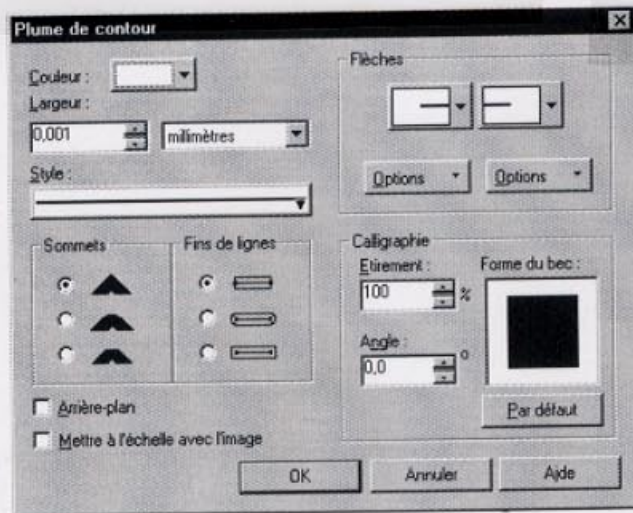 Plume de contour
Couleur :
Largeur :
0,001
millimètres
Style :
Flèches
Options
Options
Sommets
Fins de lignes
Calligraphie
Etirement :
100
%
Forme du bec :
Angle :
0,0
°
Par défaut
Arrière-plan
Mettre à l'échelle avec l'image
OK
Annuler
Aide